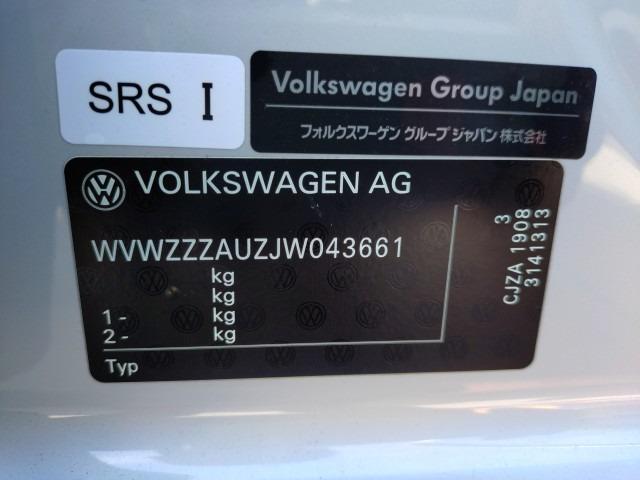 SRS I
Volkswagen Group Japan
フォルクスワーゲン グループ ジャパン 株式会社
VOLKSWAGEN AG
WVWZZZAUZJW043661
kg
kg
1 - kg
2 - kg
Typ
3
CJZA 1908
3141313